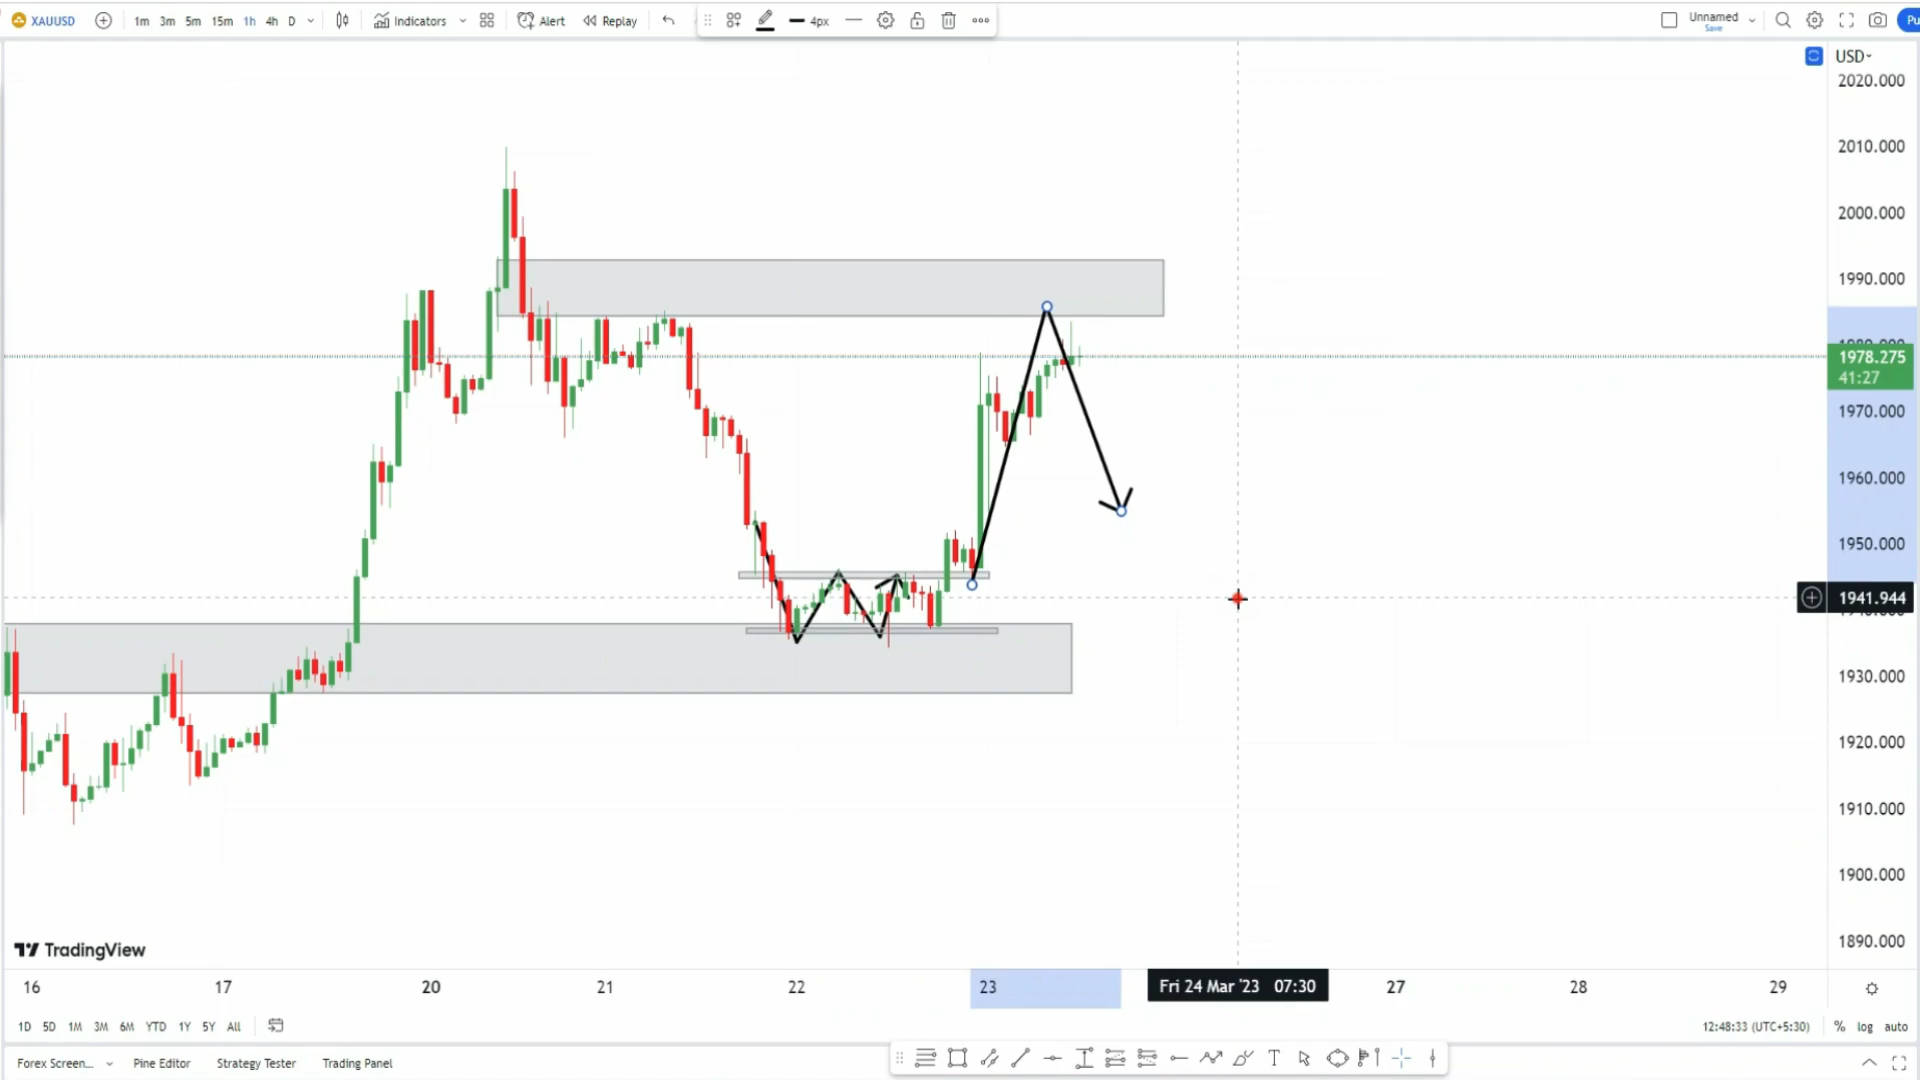 XAUUSD 1m 3m 5m 15m 1h 4h D Indicators Alert Replay 4px Unnamed
Save
Pu
USD
2020.000
2010.000
2000.000
1990.000
1978.275
41:27
1970.000
1960.000
1950.000
1941.944
1930.000
1920.000
1910.000
1900.000
1890.000
TradingView
16 17 20 21 22 23 Fri 24 Mar '23 07:30 27 28 29
1D 5D 1M 3M 6M YTD 1Y 5Y All 12:48:33 (UTC+5:30) % log auto
Forex Screen... Pine Editor Strategy Tester Trading Panel